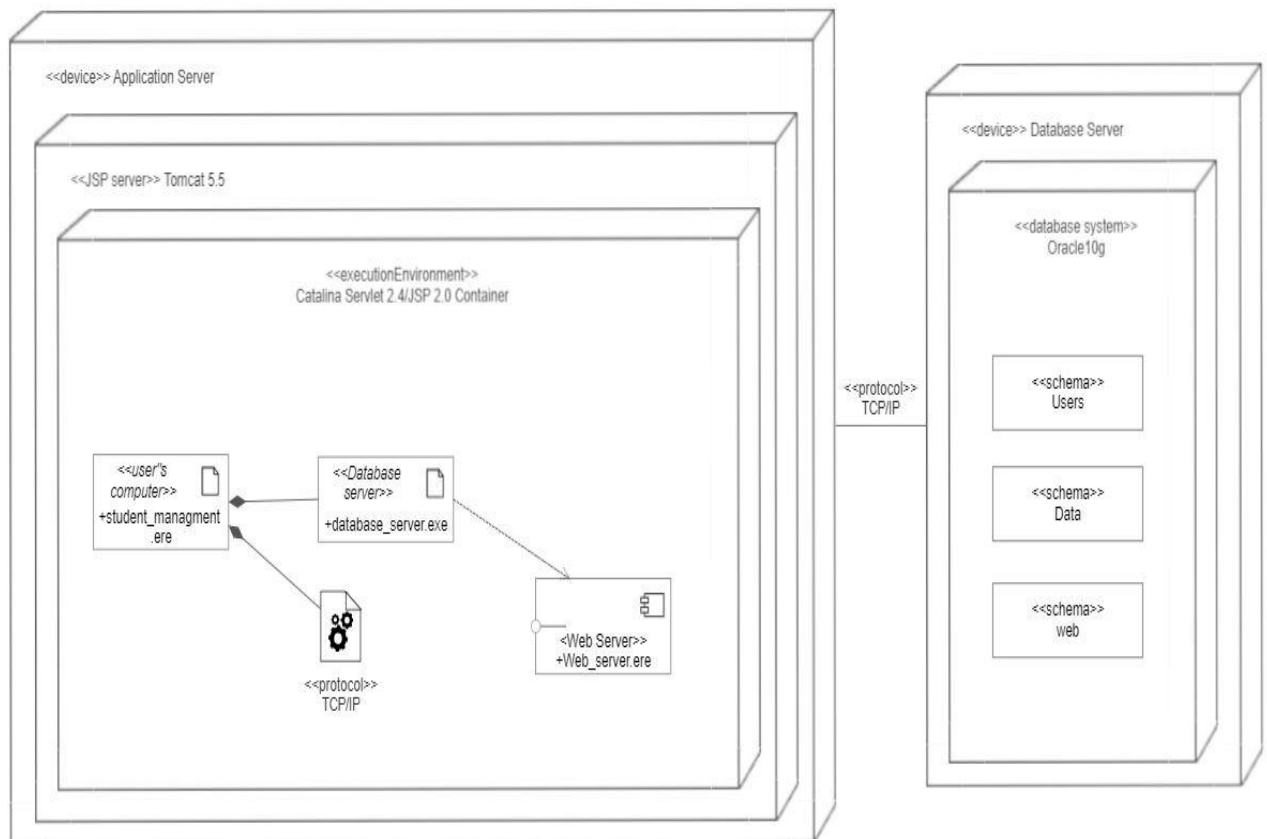 <<device>> Application Server
<<JSP server>> Tomcat 5.5
<<executionEnvironment>>
Catalina Servlet 2.4/JSP 2.0 Container
<<user"s
computer>>
+student_managment
.ere
<<Database
server>>
+database_server.exe
<Web Server>>
+Web_server.ere
<<protocol>>
TCP/IP
<<protocol>>
TCP/IP
<<device>> Database Server
<<database system>>
Oracle10g
<<schema>>
Users
<<schema>>
Data
<<schema>>
web